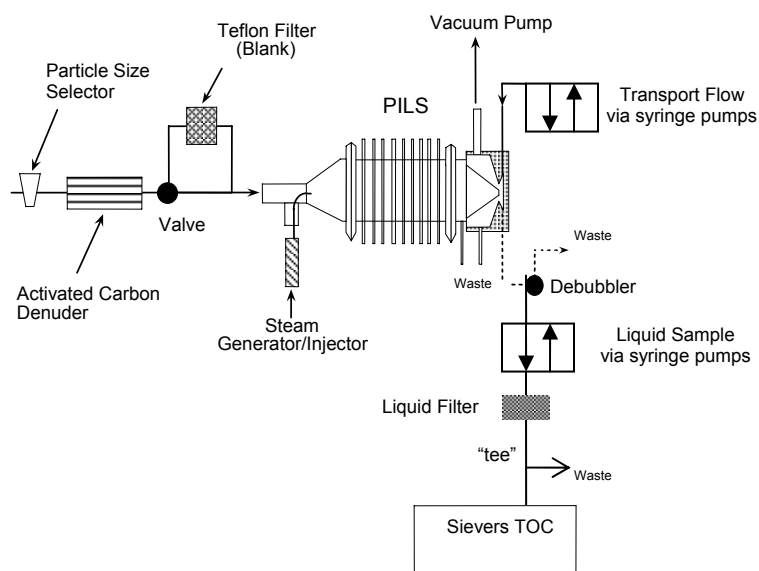 Vacuum Pump
Teflon Filter
(Blank)
Particle Size
Selector
PILS
Transport Flow
via syringe pumps
Valve
Waste
Waste
Debubbler
Activated Carbon
Denuder
Steam
Generator/Injector
Liquid Sample
via syringe pumps
Liquid Filter
“tee”
Waste
Sievers TOC